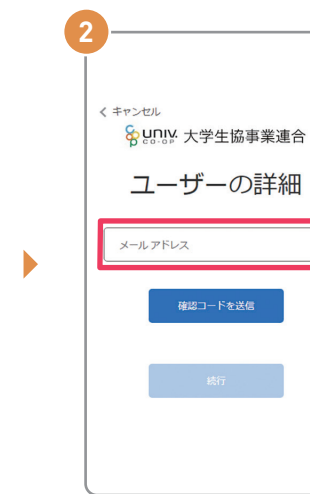 2
キャンセル
UNIV. CO-OP 大学生協事業連合
ユーザーの詳細
メール アドレス
確認コードを送信
続行